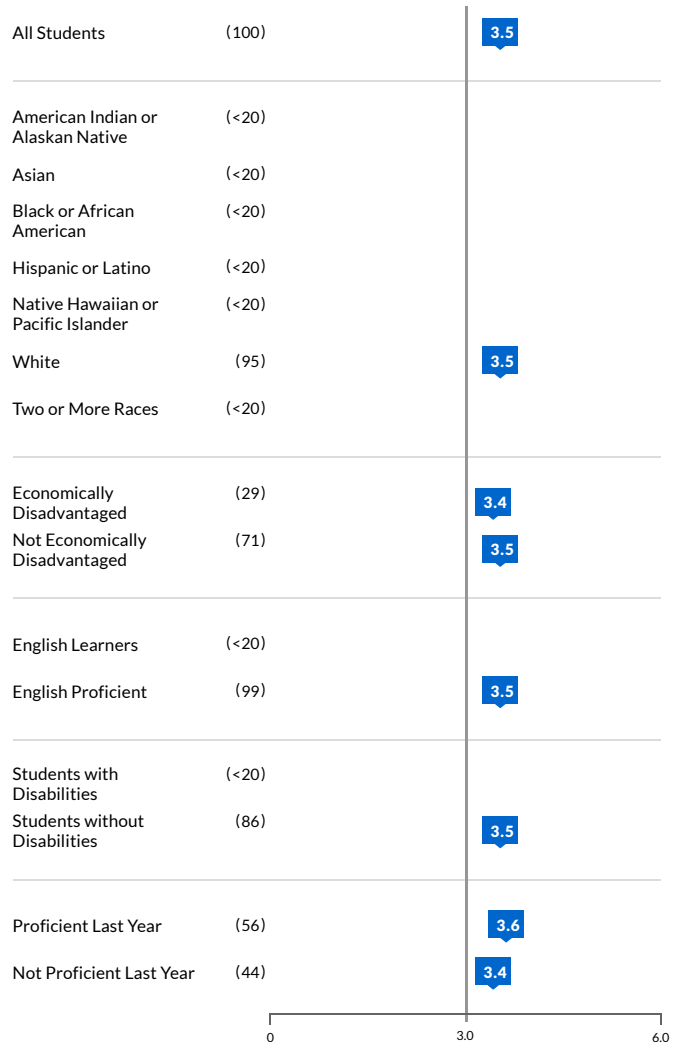 All Students (100) 3.5
American Indian or (<20)
Alaskan Native
Asian (<20)
Black or African (<20)
American
Hispanic or Latino (<20)
Native Hawaiian or (<20)
Pacific Islander
White (95) 3.5
Two or More Races (<20)
Economically (29) 3.4
Disadvantaged
Not Economically (71) 3.5
Disadvantaged
English Learners (<20)
English Proficient (99) 3.5
Students with (<20)
Disabilities
Students without (86) 3.5
Disabilities
Proficient Last Year (56) 3.6
Not Proficient Last Year (44) 3.4
0 3.0 6.0